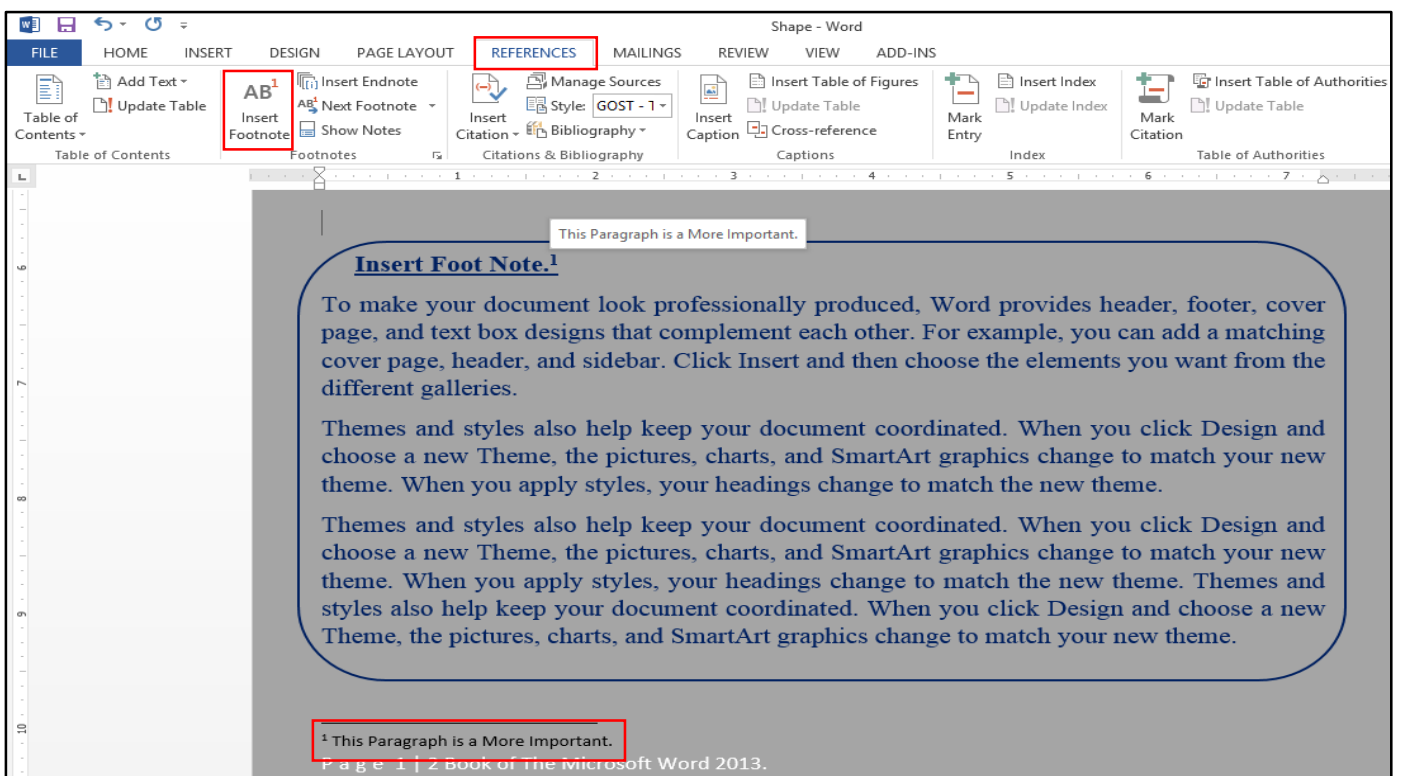 Shape - Word
FILE HOME INSERT DESIGN PAGE LAYOUT REFERENCES MAILINGS REVIEW VIEW ADD-INS
Table of Contents
Add Text
Update Table
Table of Contents
AB1
Insert Footnote
Insert Endnote
Next Footnote
Show Notes
Footnotes
Insert Citation
Manage Sources
Style: GOST - T
Bibliography
Citations & Bibliography
Insert Caption
Insert Table of Figures
Update Table
Cross-reference
Captions
Mark Entry
Insert Index
Update Index
Index
Mark Citation
Insert Table of Authorities
Update Table
Table of Authorities
1 2 3 4 5 6 7
This Paragraph is a More Important.
Insert Foot Note.1
To make your document look professionally produced, Word provides header, footer, cover
page, and text box designs that complement each other. For example, you can add a matching
cover page, header, and sidebar. Click Insert and then choose the elements you want from the
different galleries.
Themes and styles also help keep your document coordinated. When you click Design and
choose a new Theme, the pictures, charts, and SmartArt graphics change to match your new
theme. When you apply styles, your headings change to match the new theme.
Themes and styles also help keep your document coordinated. When you click Design and
choose a new Theme, the pictures, charts, and SmartArt graphics change to match your new
theme. When you apply styles, your headings change to match the new theme. Themes and
styles also help keep your document coordinated. When you click Design and choose a new
Theme, the pictures, charts, and SmartArt graphics change to match your new theme.
1 This Paragraph is a More Important.
P a g e 1 | 2 Book of The Microsoft Word 2013.
6
7
8
9
10